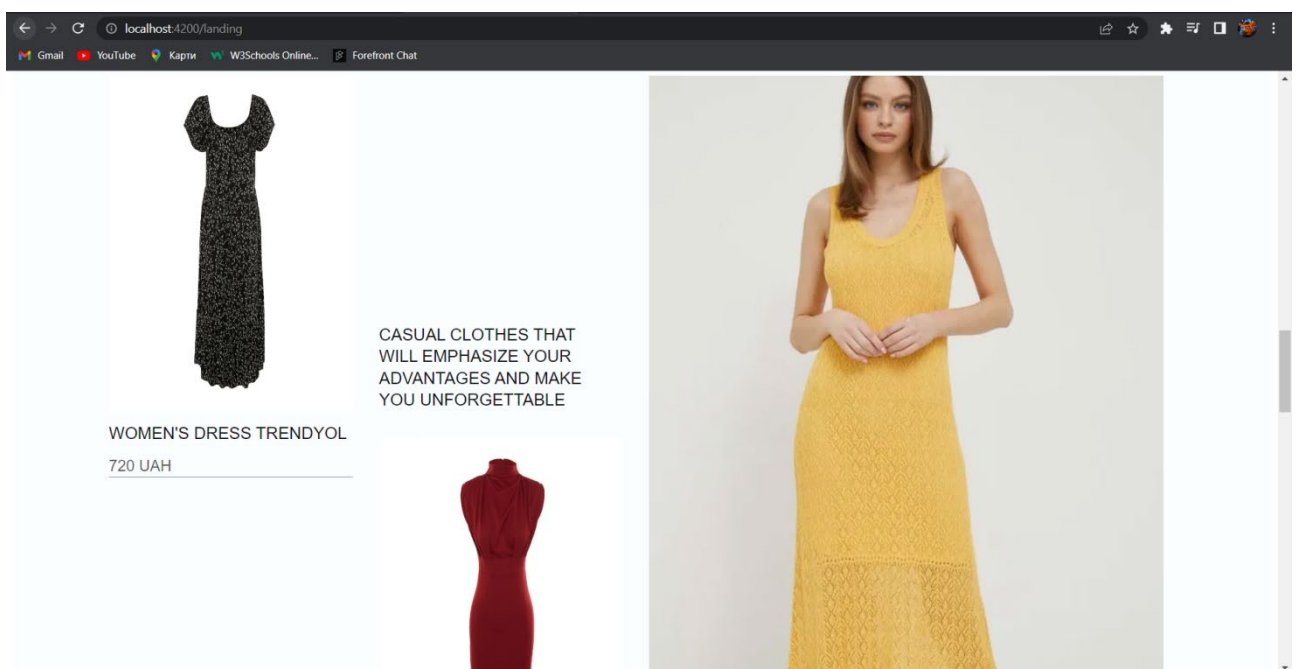 localhost:4200/landing
Gmail YouTube Карти W3Schools Online... Forefront Chat
CASUAL CLOTHES THAT
WILL EMPHASIZE YOUR
ADVANTAGES AND MAKE
YOU UNFORGETTABLE
WOMEN'S DRESS TRENDYOL
720 UAH